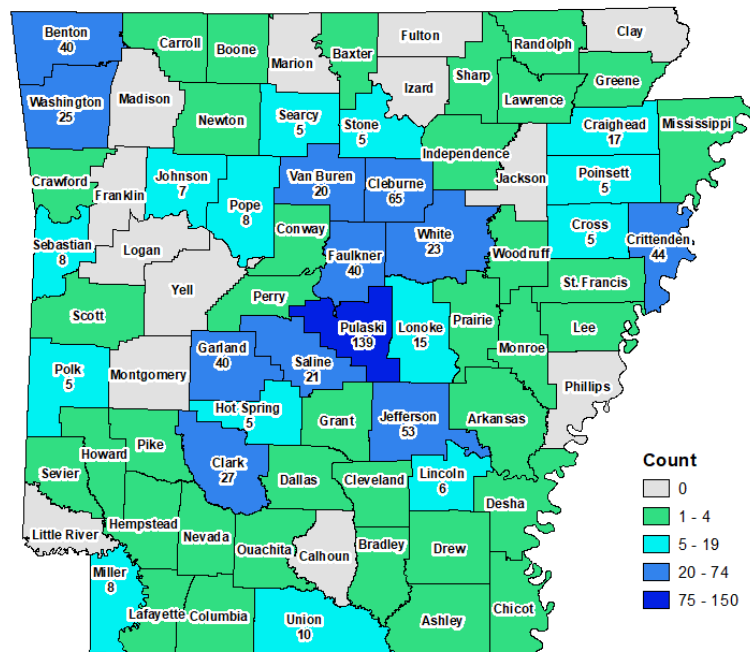 Benton
40
Carroll
Boone
Marion
Baxter
Fulton
Randolph
Clay
Izard
Sharp
Greene
Lawrence
Washington
25
Madison
Newton
Searcy
5
Stone
5
Independence
Jackson
Craighead
17
Mississippi
Crawford
Franklin
Johnson
7
Pope
8
Van Buren
20
Cleburne
65
Poinsett
5
Sebastian
8
Logan
Conway
Faulkner
40
White
23
Woodruff
Cross
5
Crittenden
44
Yell
Perry
St. Francis
Scott
Pulaski
139
Lonoke
15
Prairie
Monroe
Lee
Polk
5
Montgomery
Garland
40
Saline
21
Phillips
Hot Spring
5
Grant
Jefferson
53
Arkansas
Sevier
Howard
Pike
Clark
27
Dallas
Cleveland
Lincoln
6
Desha
Little River
Hempstead
Nevada
Ouachita
Calhoun
Bradley
Drew
Miller
8
Lafayette
Columbia
Union
10
Ashley
Chicot
Count
0
1 - 4
5 - 19
20 - 74
75 - 150